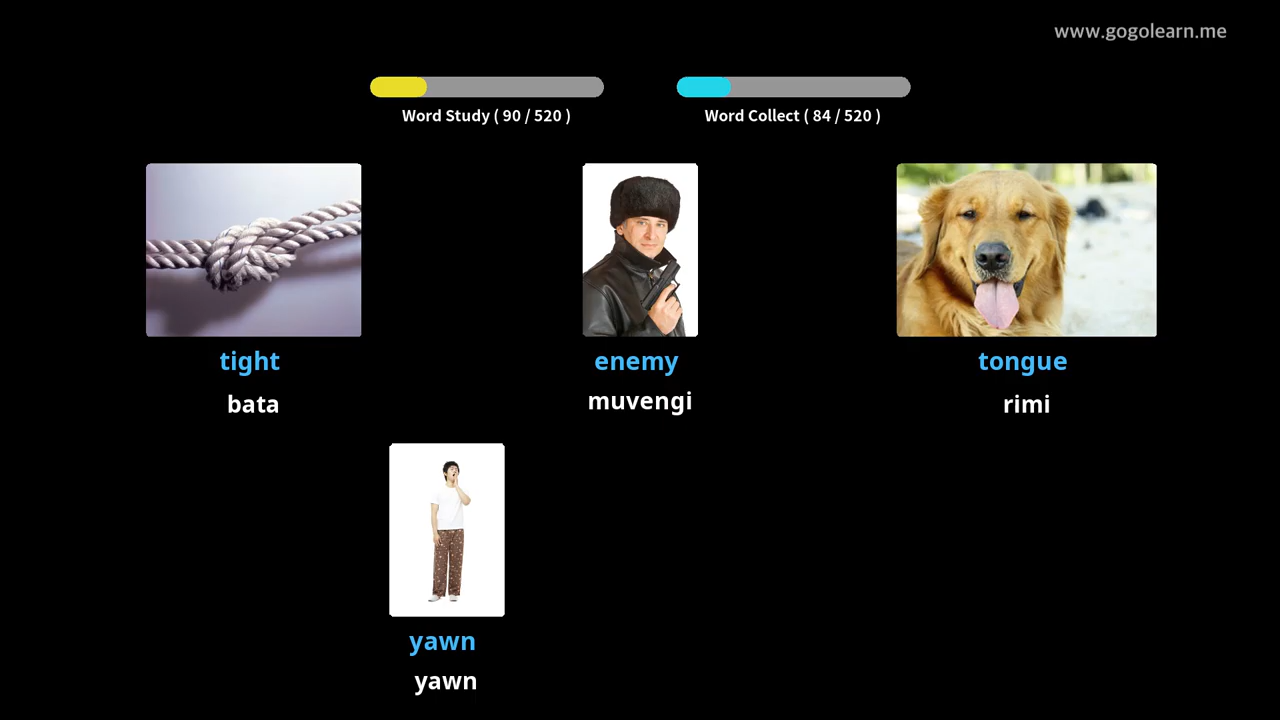 www.gogolearn.me
Word Study ( 90 / 520 )
Word Collect ( 84 / 520 )
tight
bata
enemy
muvengi
tongue
rimi
yawn
yawn